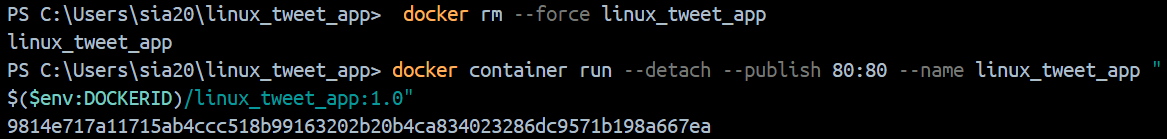 PS C:\Users\sia20\linux_tweet_app>  docker rm --force linux_tweet_app
linux_tweet_app
PS C:\Users\sia20\linux_tweet_app> docker container run --detach --publish 80:80 --name linux_tweet_app "
$($env:DOCKERID)/linux_tweet_app:1.0"
9814e717a11715ab4ccc518b99163202b20b4ca834023286dc9571b198a667ea